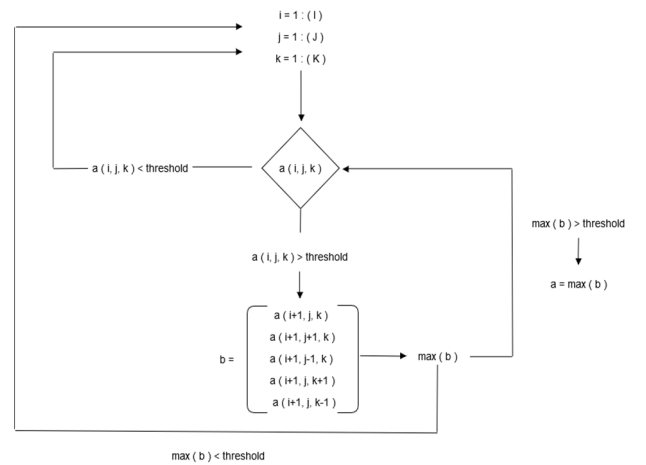 i = 1 : ( I )
j = 1 : ( J )
k = 1 : ( K )
a ( i, j, k ) < threshold
a ( i, j, k )
max ( b ) > threshold
a ( i, j, k ) > threshold
a = max ( b )
a ( i+1, j, k )
a ( i+1, j+1, k )
b =
a ( i+1, j-1, k )
max ( b )
a ( i+1, j, k+1 )
a ( i+1, j, k-1 )
max ( b ) < threshold